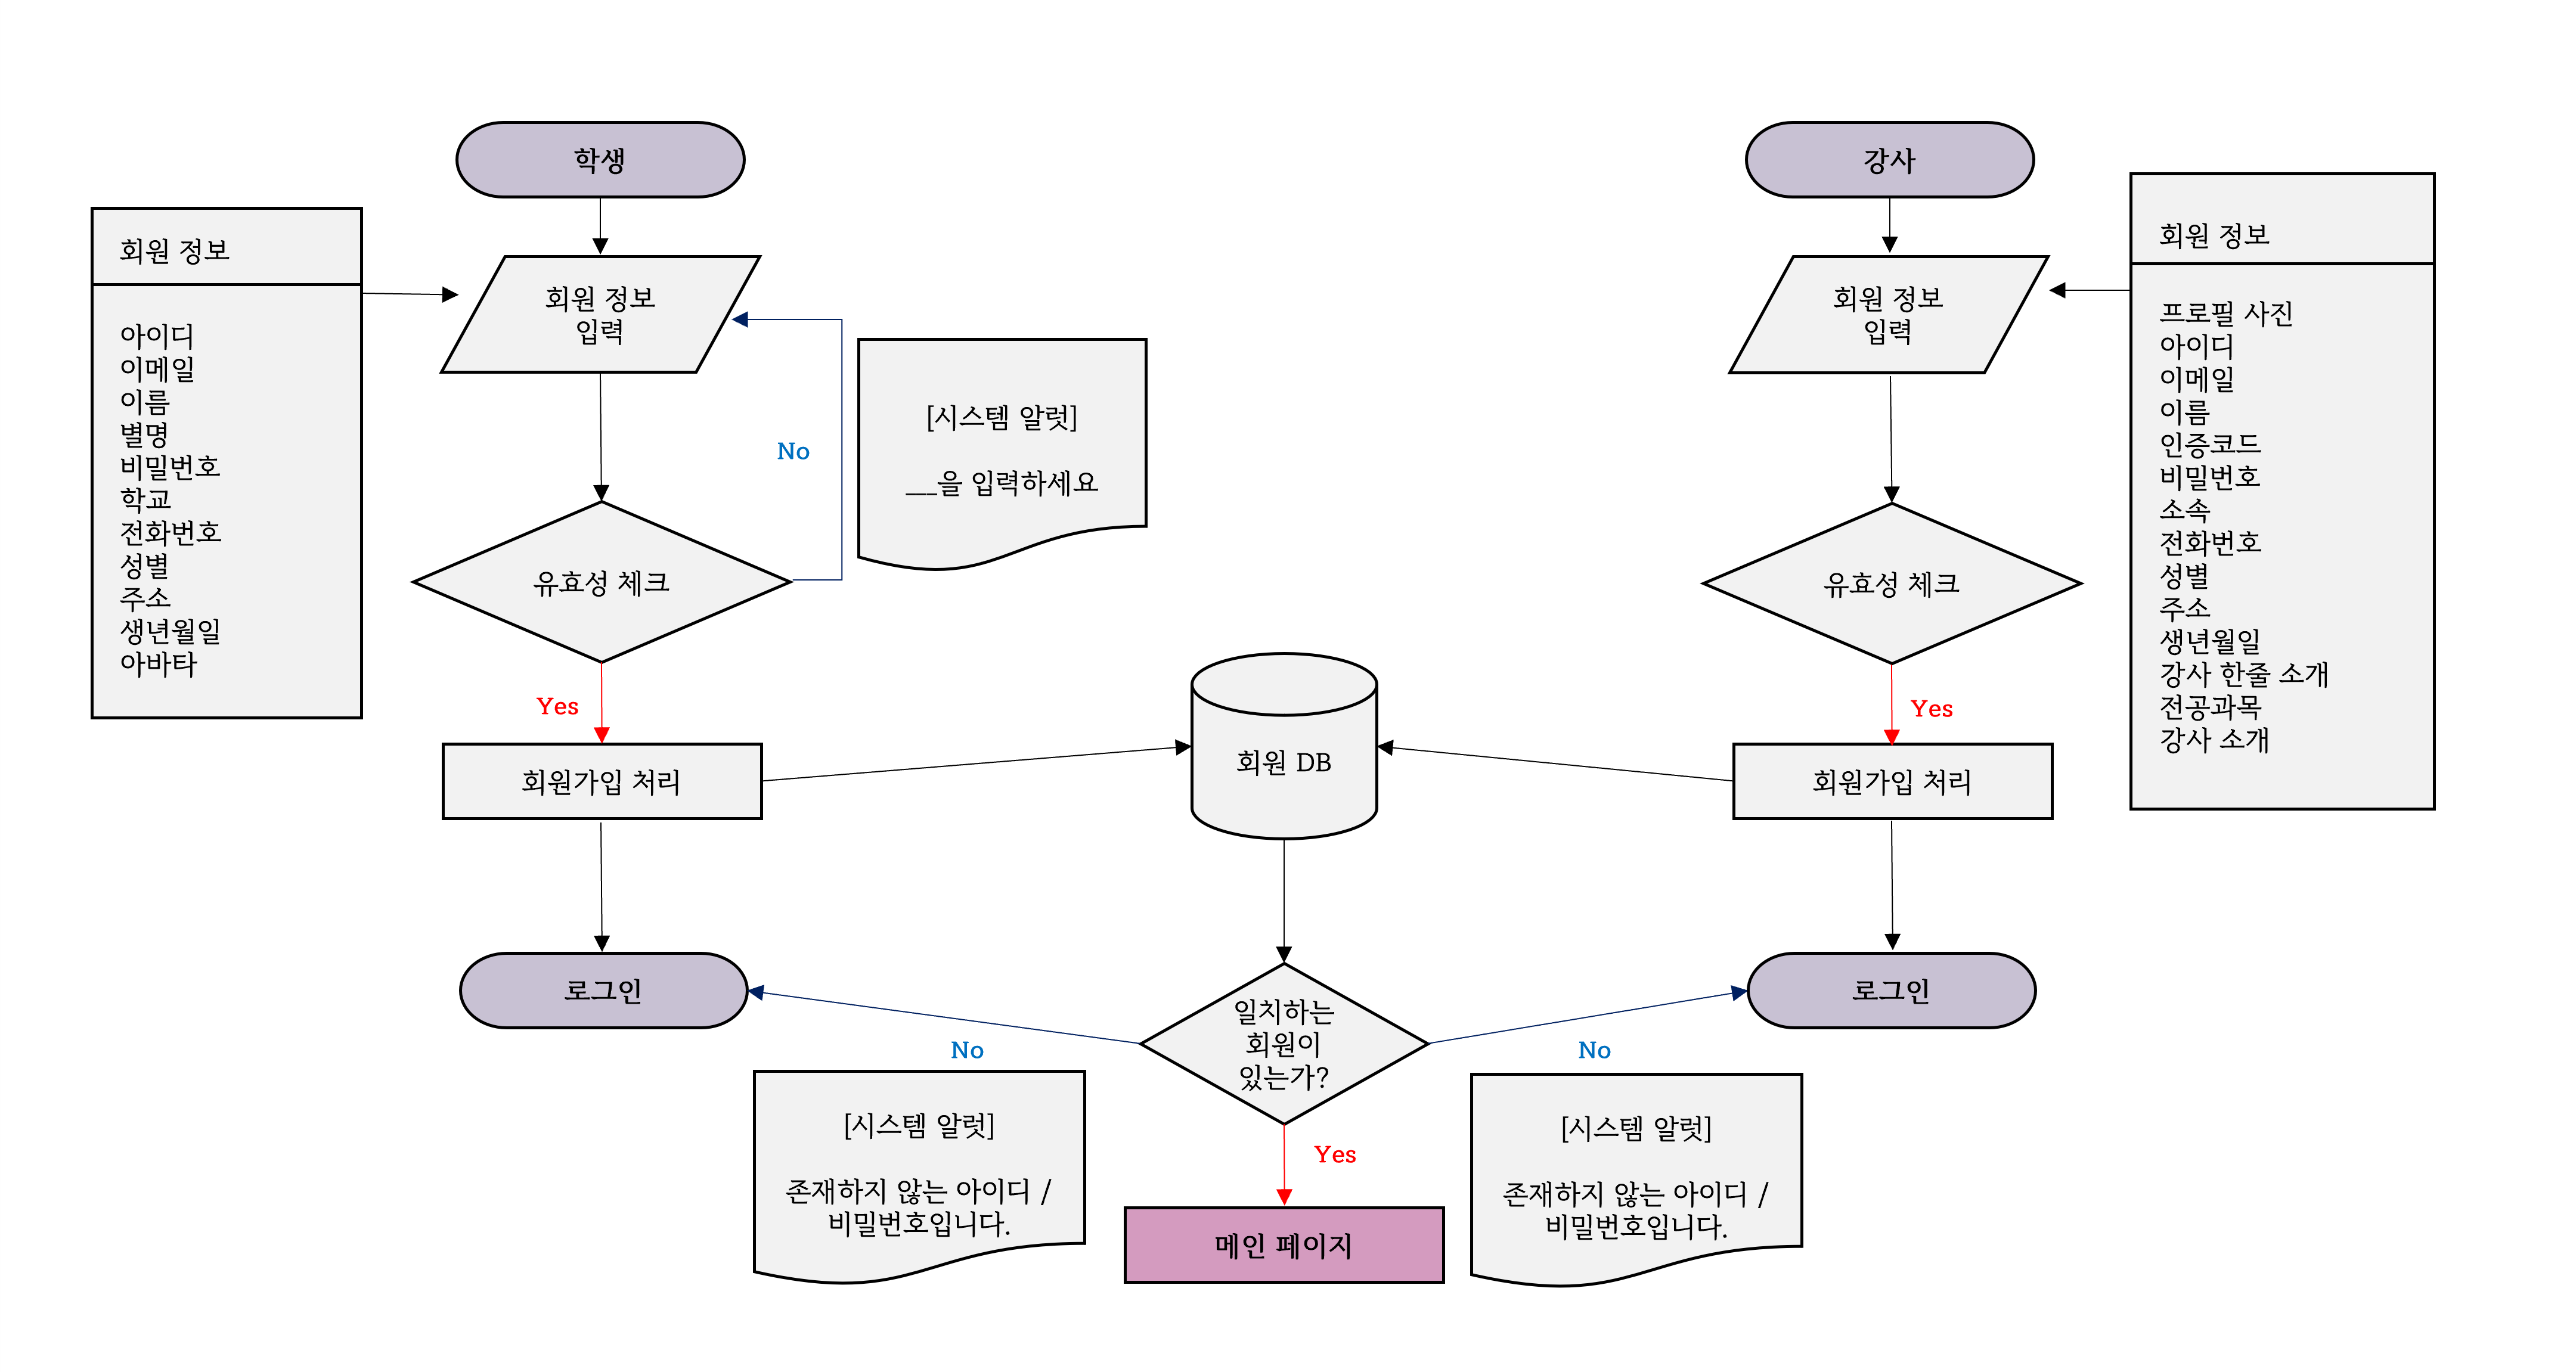 학생
회원 정보
아이디
이메일
이름
별명
비밀번호
학교
전화번호
성별
주소
생년월일
아바타
회원 정보
입력
No
[시스템 알럿]
___을 입력하세요
유효성 체크
Yes
회원가입 처리
로그인
강사
회원 정보
프로필 사진
아이디
이메일
이름
인증코드
비밀번호
소속
전화번호
성별
주소
생년월일
강사 한줄 소개
전공과목
강사 소개
회원 정보
입력
유효성 체크
Yes
회원가입 처리
로그인
회원 DB
일치하는
회원이
있는가?
No
[시스템 알럿]
존재하지 않는 아이디 /
비밀번호입니다.
No
[시스템 알럿]
존재하지 않는 아이디 /
비밀번호입니다.
Yes
메인 페이지